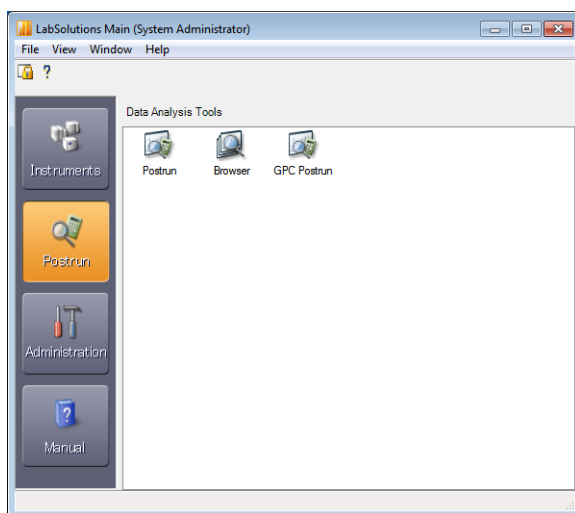 LabSolutions Main (System Administrator)
File View Window Help
?
Data Analysis Tools
Instruments
Postrun
Browser
GPC Postrun
Postrun
Administration
?
Manual